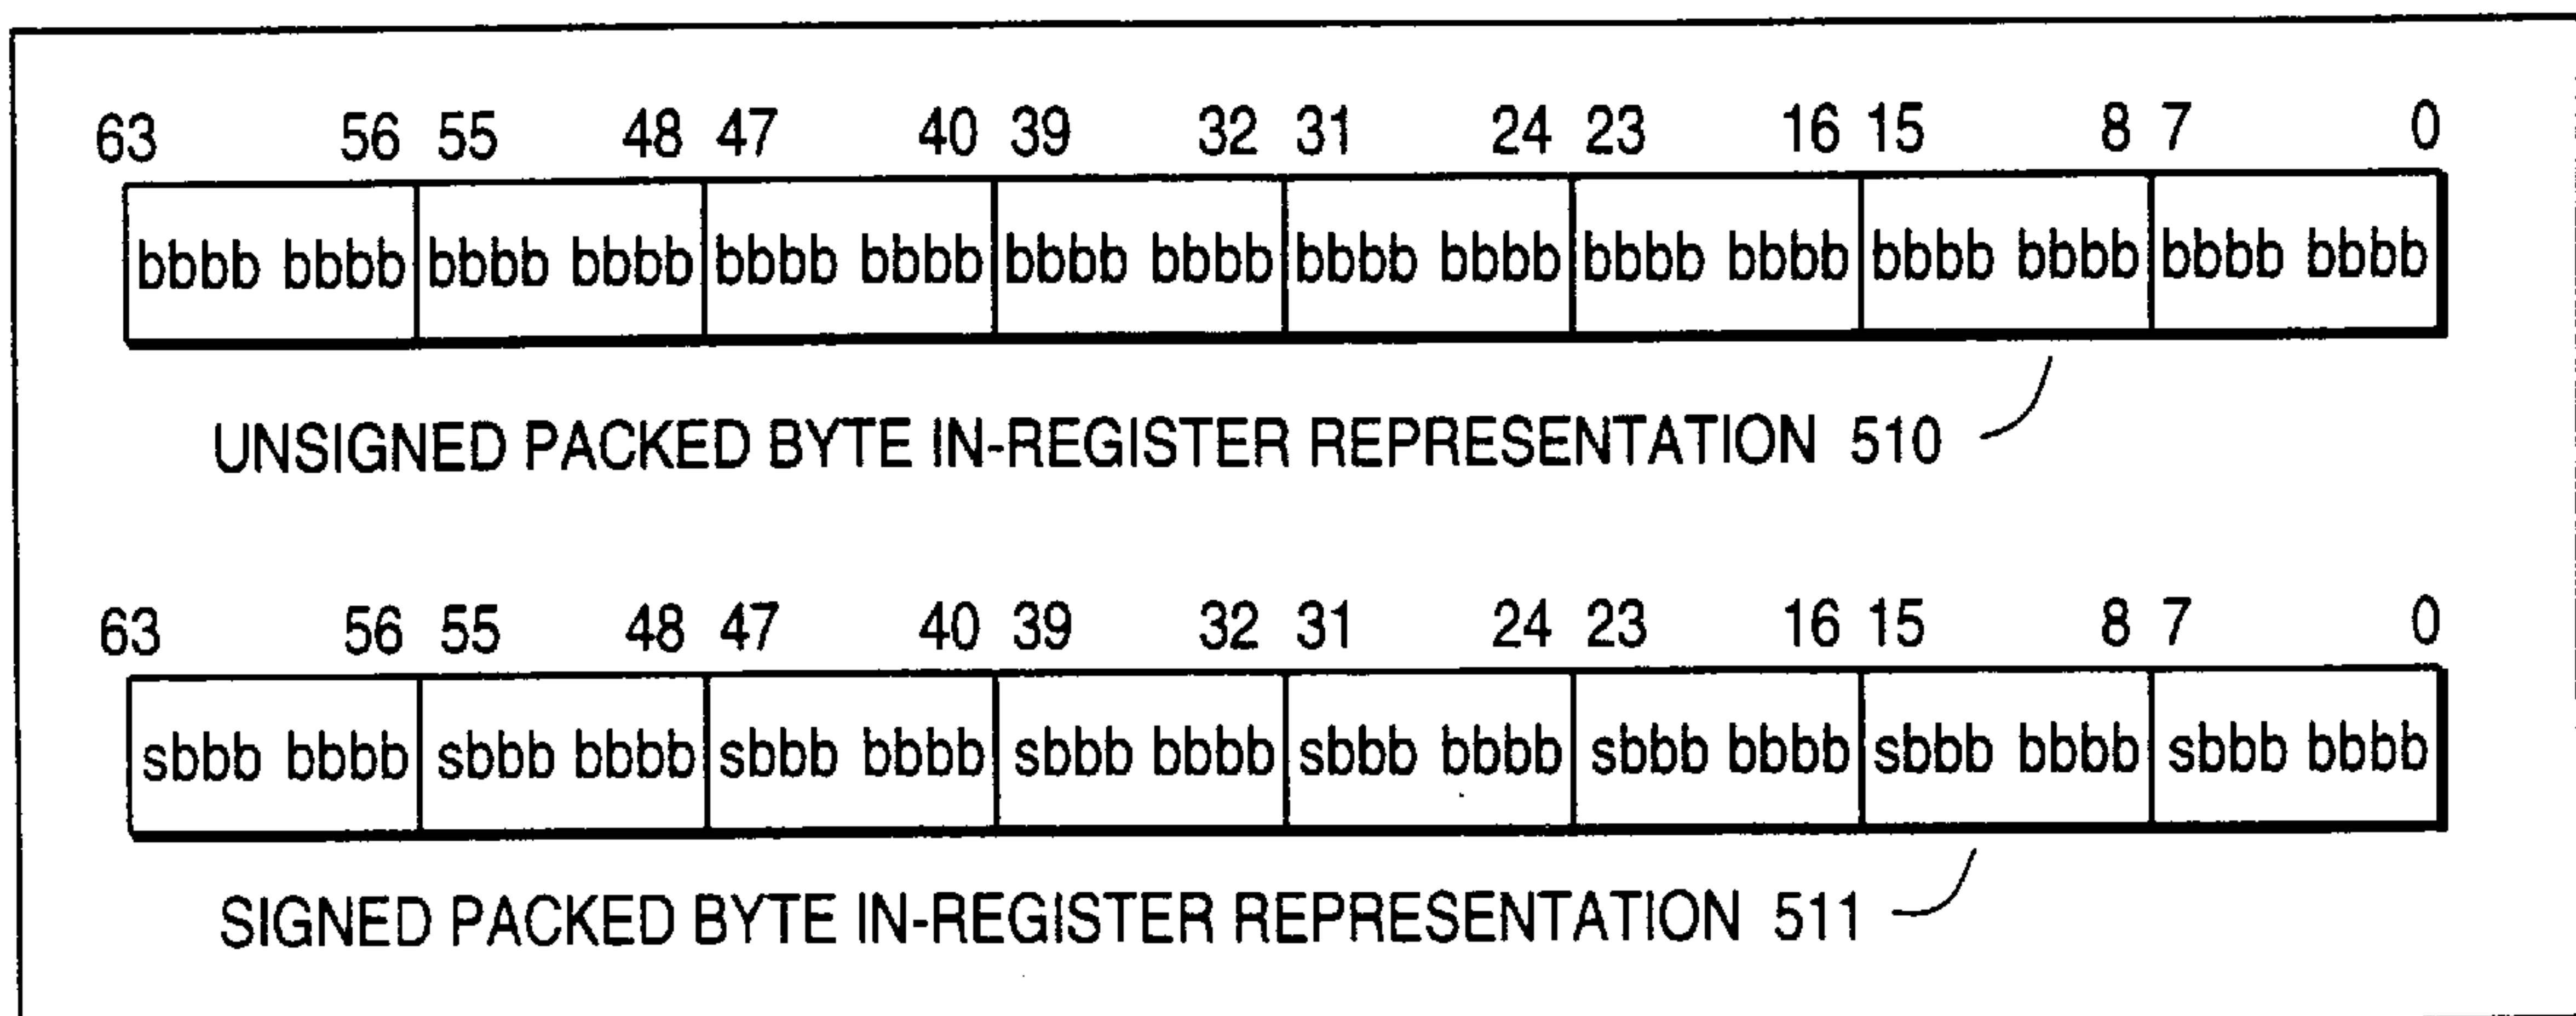 63 56 55 48 47 40 39 32 31 24 23 16 15 8 7 0
bbbb bbbb bbbb bbbb bbbb bbbb bbbb bbbb bbbb bbbb bbbb bbbb bbbb bbbb bbbb bbbb
UNSIGNED PACKED BYTE IN-REGISTER REPRESENTATION 510
63 56 55 48 47 40 39 32 31 24 23 16 15 8 7 0
sbbb bbbb sbbb bbbb sbbb bbbb sbbb bbbb sbbb bbbb sbbb bbbb sbbb bbbb sbbb bbbb
SIGNED PACKED BYTE IN-REGISTER REPRESENTATION 511